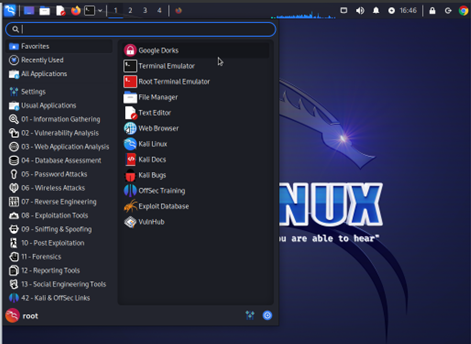 1 2 3 4
16:46
Favorites
Recently Used
All Applications
Settings
Usual Applications
01 - Information Gathering
02 - Vulnerability Analysis
03 - Web Application Analysis
04 - Database Assessment
05 - Password Attacks
06 - Wireless Attacks
07 - Reverse Engineering
08 - Exploitation Tools
09 - Sniffing & Spoofing
10 - Post Exploitation
11 - Forensics
12 - Reporting Tools
13 - Social Engineering Tools
42 - Kali & OffSec Links
Google Dorks
Terminal Emulator
Root Terminal Emulator
File Manager
Text Editor
Web Browser
Kali Linux
Kali Docs
Kali Bugs
OffSec Training
Exploit Database
VulnHub
NUX
u are able to hear"
root